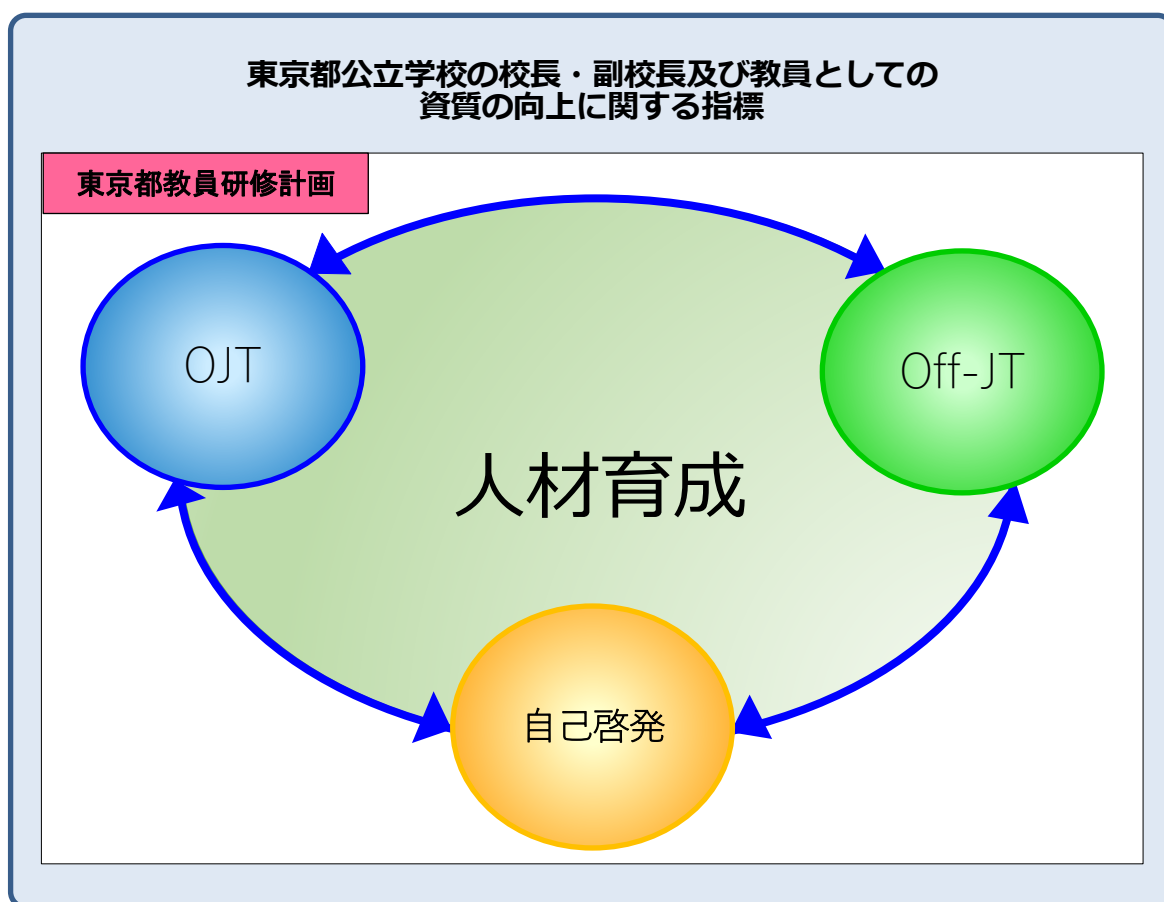 東京都公立学校の校長・副校長及び教員としての
資質の向上に関する指標
東京都教員研修計画
OJT
Off-JT
人材育成
自己啓発